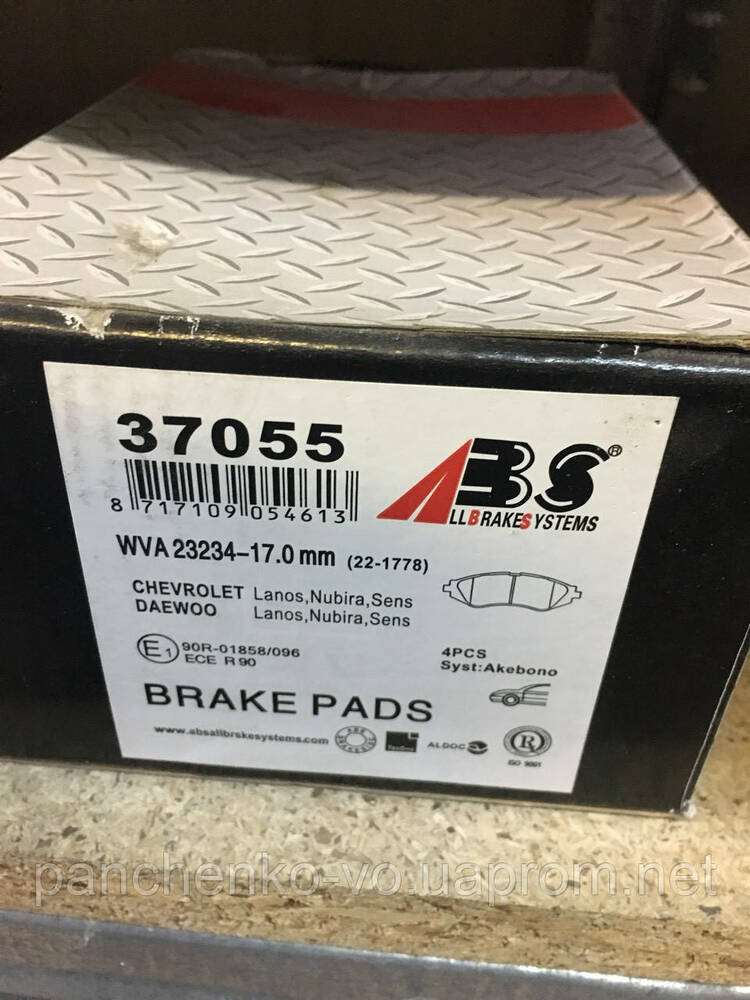 37055
8 717109 054613
ABS®
ALLBRAKESYSTEMS
WVA 23234-17.0 mm (22-1778)
CHEVROLET Lanos,Nubira,Sens
DAEWOO Lanos,Nubira,Sens
E1 90R-01858/096
ECE R 90
4PCS
Syst:Akebono
BRAKE PADS
www.absallbrskesystems.com
ALDOC
R
ISO 9001
panchenko-vo.uaprom.net